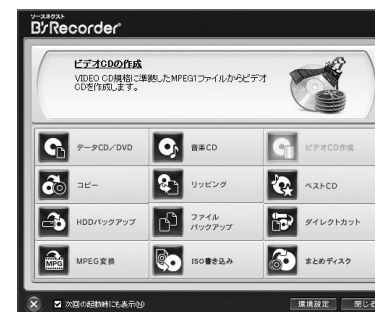 ソースネクスト
B'sRecorder
ビデオCDの作成
VIDEO CD規格に準拠したMPEG1ファイルからビデオ
CDを作成します。
データCD/DVD
音楽CD
ビデオCD作成
コピー
リッピング
ベストCD
HDDバックアップ
ファイル
バックアップ
ダイレクトカット
MPG
MPEG変換
ISO書き込み
まとめディスク
次回の起動時にも表示(N)
環境設定
閉じる